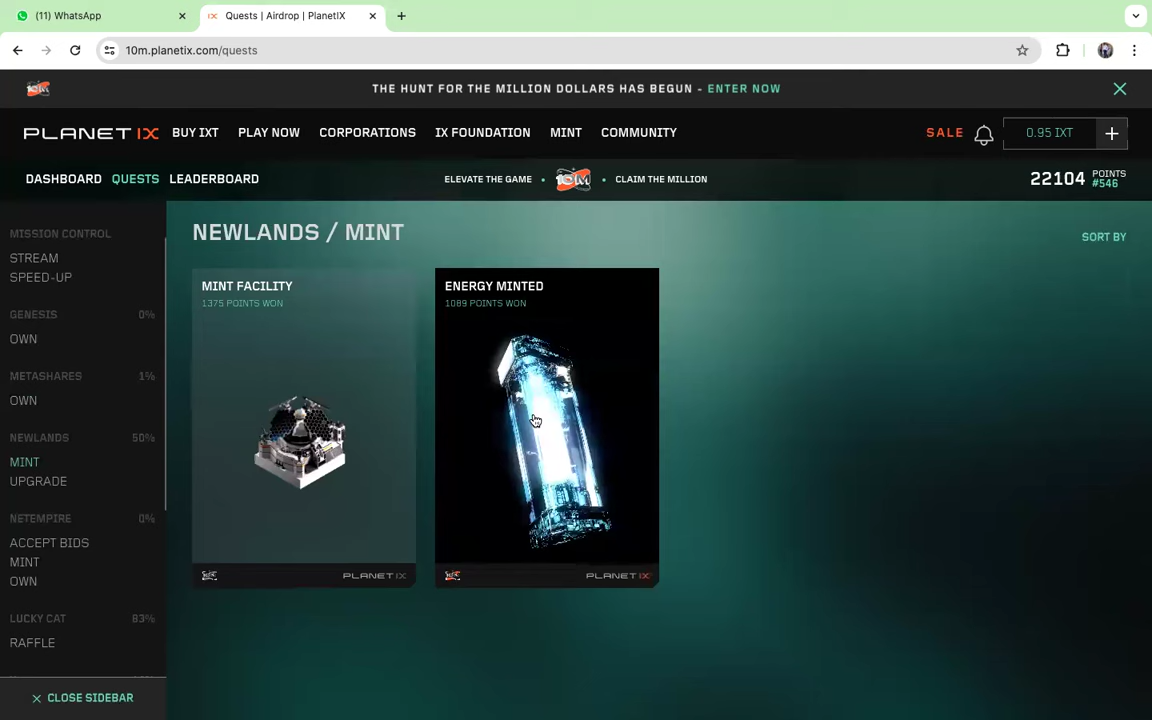 (11) WhatsApp
Quests | Airdrop | PlanetIX
10m.planetix.com/quests
THE HUNT FOR THE MILLION DOLLARS HAS BEGUN - ENTER NOW
PLANET IX BUY IXT PLAY NOW CORPORATIONS IX FOUNDATION MINT COMMUNITY SALE 0.95 IXT +
DASHBOARD QUESTS LEADERBOARD ELEVATE THE GAME • 10M • CLAIM THE MILLION 22104 POINTS #546
MISSION CONTROL
STREAM
SPEED-UP
GENESIS 0%
OWN
METASHARES 1%
OWN
NEWLANDS 50%
MINT
UPGRADE
NETEMPIRE 0%
ACCEPT BIDS
MINT
OWN
LUCKY CAT 83%
RAFFLE
CLOSE SIDEBAR
NEWLANDS / MINT
SORT BY
MINT FACILITY
1375 POINTS WON
PLANET IX
ENERGY MINTED
1089 POINTS WON
PLANET IX